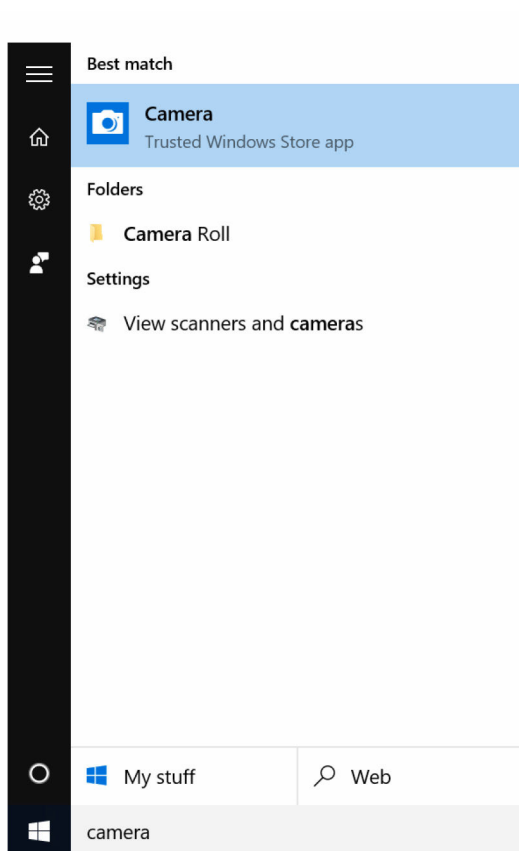 Best match
Camera
Trusted Windows Store app
Folders
Camera Roll
Settings
View scanners and cameras
My stuff
Web
camera